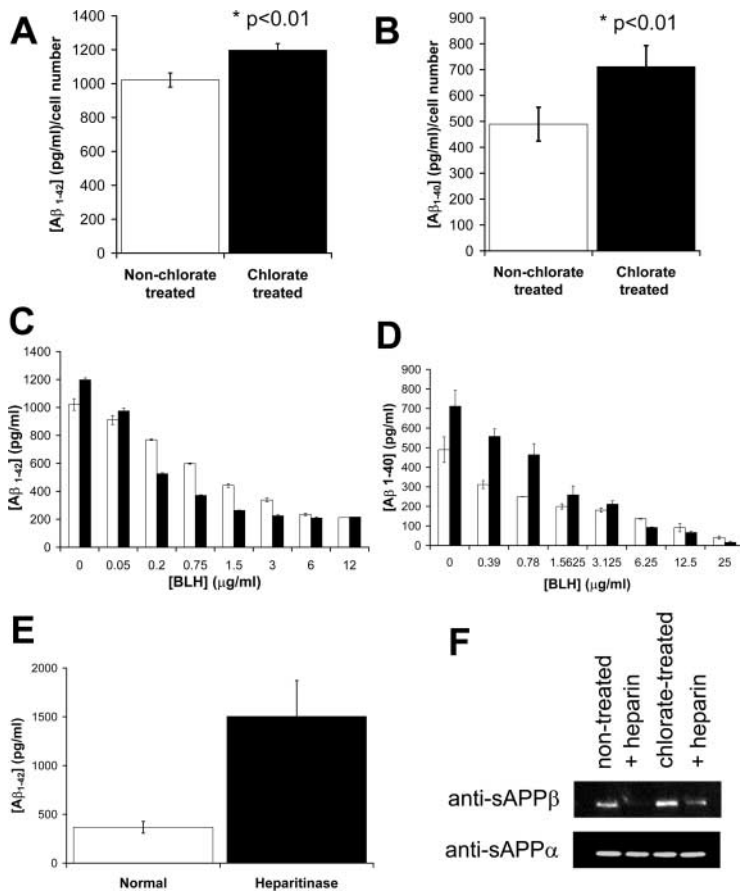 A
* p<0.01
[Aβ 1-42] (pg/ml)/cell number
1400
1200
1000
800
600
400
200
0
Non-chlorate treated
Chlorate treated
B
* p<0.01
[Aβ1-40] (pg/ml)/cell number
900
800
700
600
500
400
300
200
100
0
Non-chlorate treated
Chlorate treated
C
[Aβ 1-42] (pg/ml)
1400
1200
1000
800
600
400
200
0
0 0.05 0.2 0.75 1.5 3 6 12
[BLH] (μg/ml)
D
[Aβ 1-40] (pg/ml)
900
800
700
600
500
400
300
200
100
0
0 0.39 0.78 1.5625 3.125 6.25 12.5 25
[BLH] (μg/ml)
E
[Aβ1-42] (pg/ml)
2000
1500
1000
500
0
Normal
Heparitinase
F
non-treated
+ heparin
chlorate-treated
+ heparin
anti-sAPPβ
anti-sAPPα